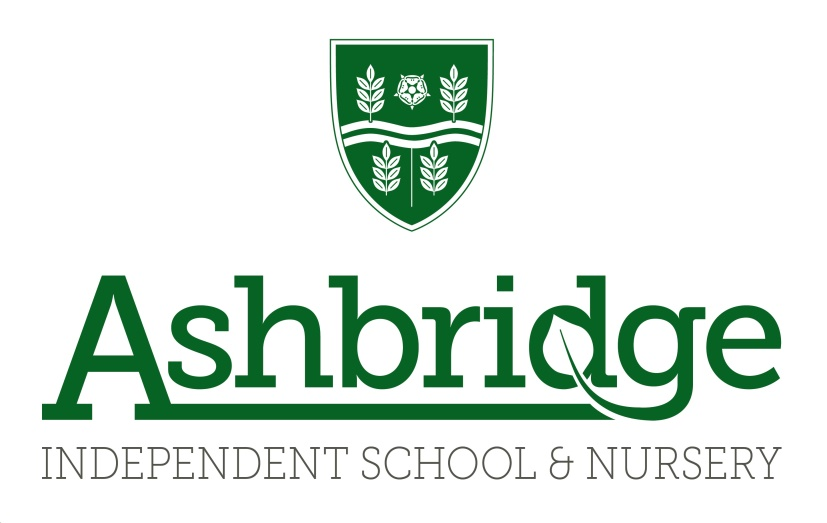 Ashbridge
INDEPENDENT SCHOOL & NURSERY